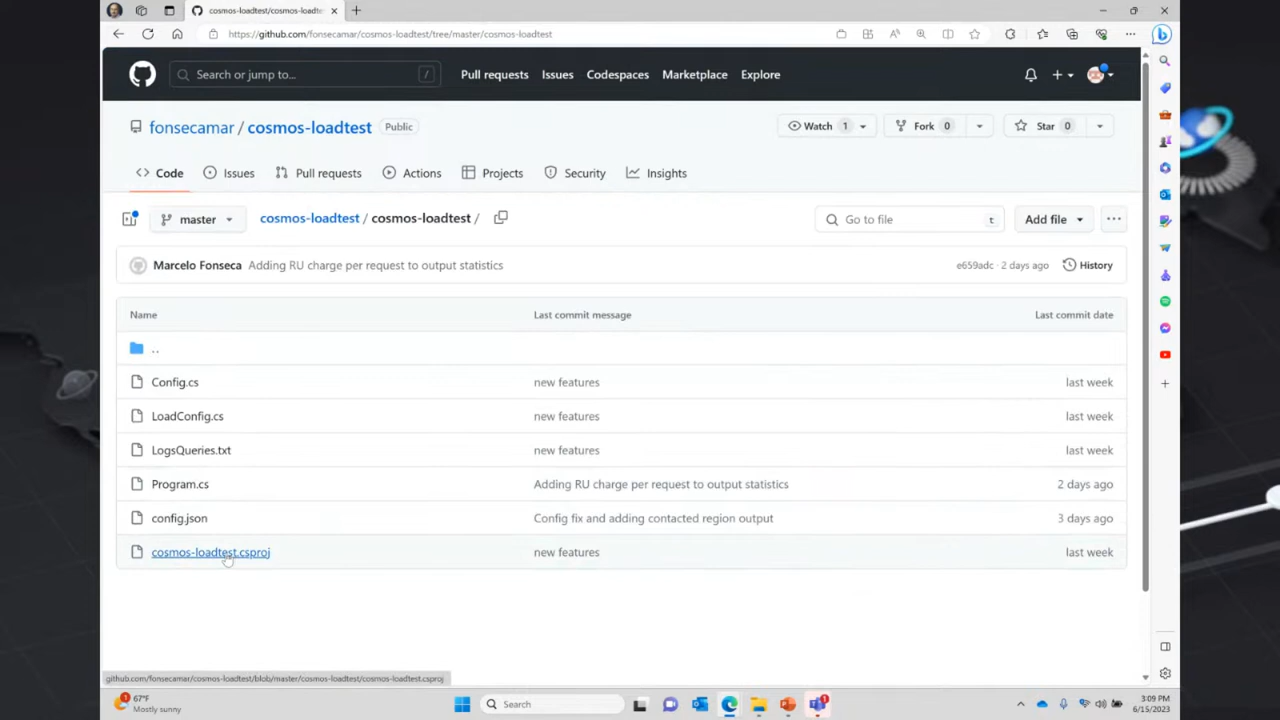 cosmos-loadtest/cosmos-loadte
https://github.com/fonsecamar/cosmos-loadtest/tree/master/cosmos-loadtest
Search or jump to...
/
Pull requests
Issues
Codespaces
Marketplace
Explore
fonsecamar / cosmos-loadtest
Public
Watch 1
Fork 0
Star 0
Code
Issues
Pull requests
Actions
Projects
Security
Insights
master
cosmos-loadtest / cosmos-loadtest /
Go to file
t
Add file
Marcelo Fonseca Adding RU charge per request to output statistics
e659adc · 2 days ago
History
Name
Last commit message
Last commit date
..
Config.cs
new features
last week
LoadConfig.cs
new features
last week
LogsQueries.txt
new features
last week
Program.cs
Adding RU charge per request to output statistics
2 days ago
config.json
Config fix and adding contacted region output
3 days ago
cosmos-loadtest.csproj
new features
last week
github.com/fonsecamar/cosmos-loadtest/blob/master/cosmos-loadtest/cosmos-loadtest.csproj
1
67°F
Mostly sunny
Search
1
3:09 PM
6/15/2023